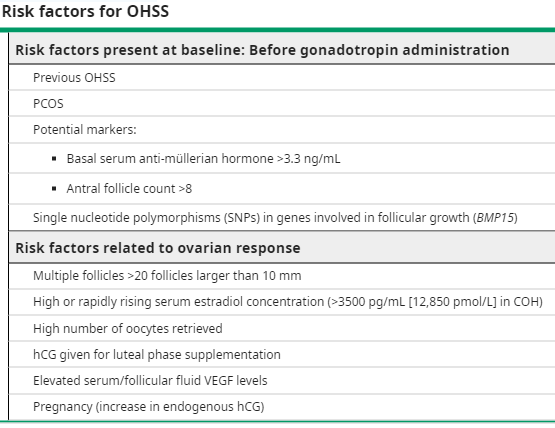 Risk factors for OHSS
Risk factors present at baseline: Before gonadotropin administration
Previous OHSS
PCOS
Potential markers:
▪ Basal serum anti-müllerian hormone >3.3 ng/mL
▪ Antral follicle count >8
Single nucleotide polymorphisms (SNPs) in genes involved in follicular growth (BMP15)
Risk factors related to ovarian response
Multiple follicles >20 follicles larger than 10 mm
High or rapidly rising serum estradiol concentration (>3500 pg/mL [12,850 pmol/L] in COH)
High number of oocytes retrieved
hCG given for luteal phase supplementation
Elevated serum/follicular fluid VEGF levels
Pregnancy (increase in endogenous hCG)